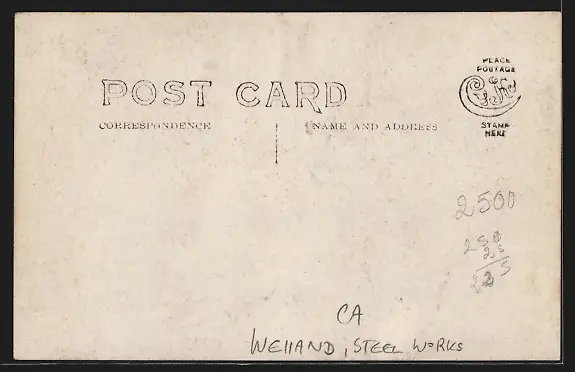 POST CARD
CORRESPONDENCE
NAME AND ADDRESS
PLACE
POSTAGE
STAMP
HERE
2500
CA
WELLAND, STEEL WORKS